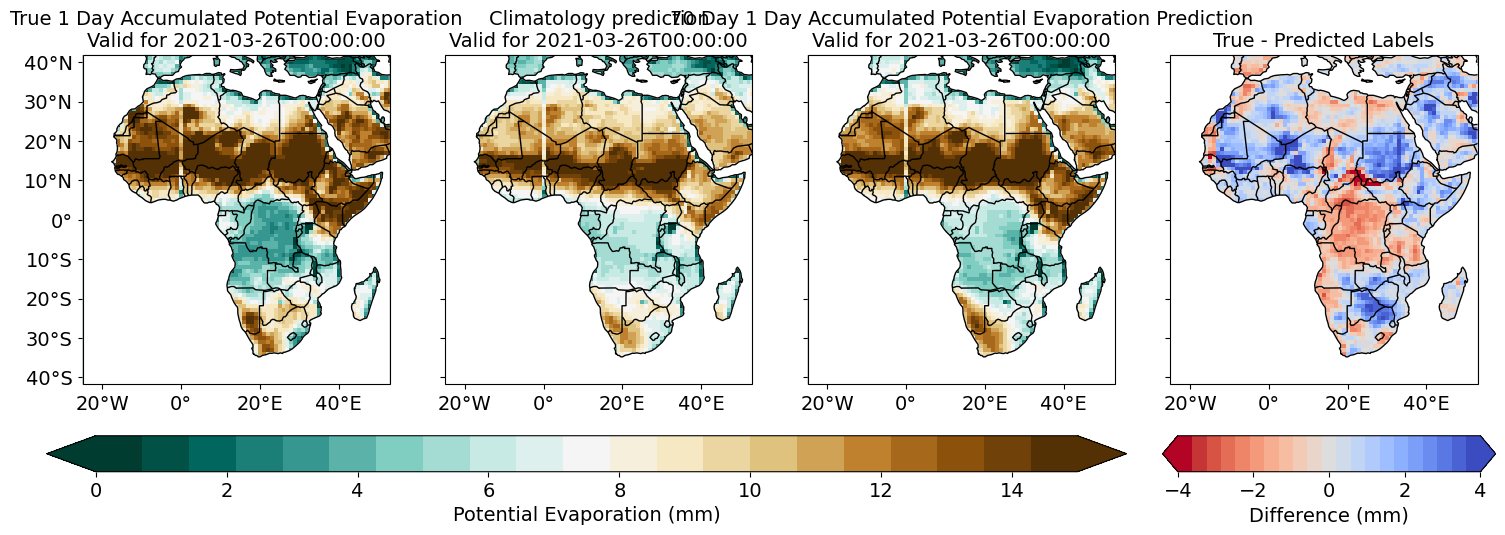 True 1 Day Accumulated Potential Evaporation
Valid for 2021-03-26T00:00:00
Climatology prediction
Valid for 2021-03-26T00:00:00
Day 1 Day Accumulated Potential Evaporation Prediction
Valid for 2021-03-26T00:00:00
True - Predicted Labels
40°N
30°N
20°N
10°N
0°
10°S
20°S
30°S
40°S
20°W 0° 20°E 40°E
20°W 0° 20°E 40°E
20°W 0° 20°E 40°E
20°W 0° 20°E 40°E
0 2 4 6 8 10 12 14
Potential Evaporation (mm)
−4 −2 0 2 4
Difference (mm)